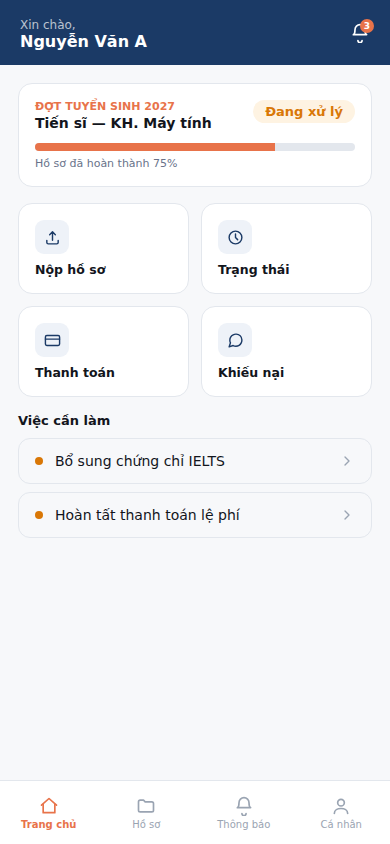 Xin chào,
Nguyễn Văn A
3
ĐỢT TUYỂN SINH 2027
Tiến sĩ — KH. Máy tính
Đang xử lý
Hồ sơ đã hoàn thành 75%
Nộp hồ sơ
Trạng thái
Thanh toán
Khiếu nại
Việc cần làm
Bổ sung chứng chỉ IELTS
Hoàn tất thanh toán lệ phí
Trang chủ
Hồ sơ
Thông báo
Cá nhân